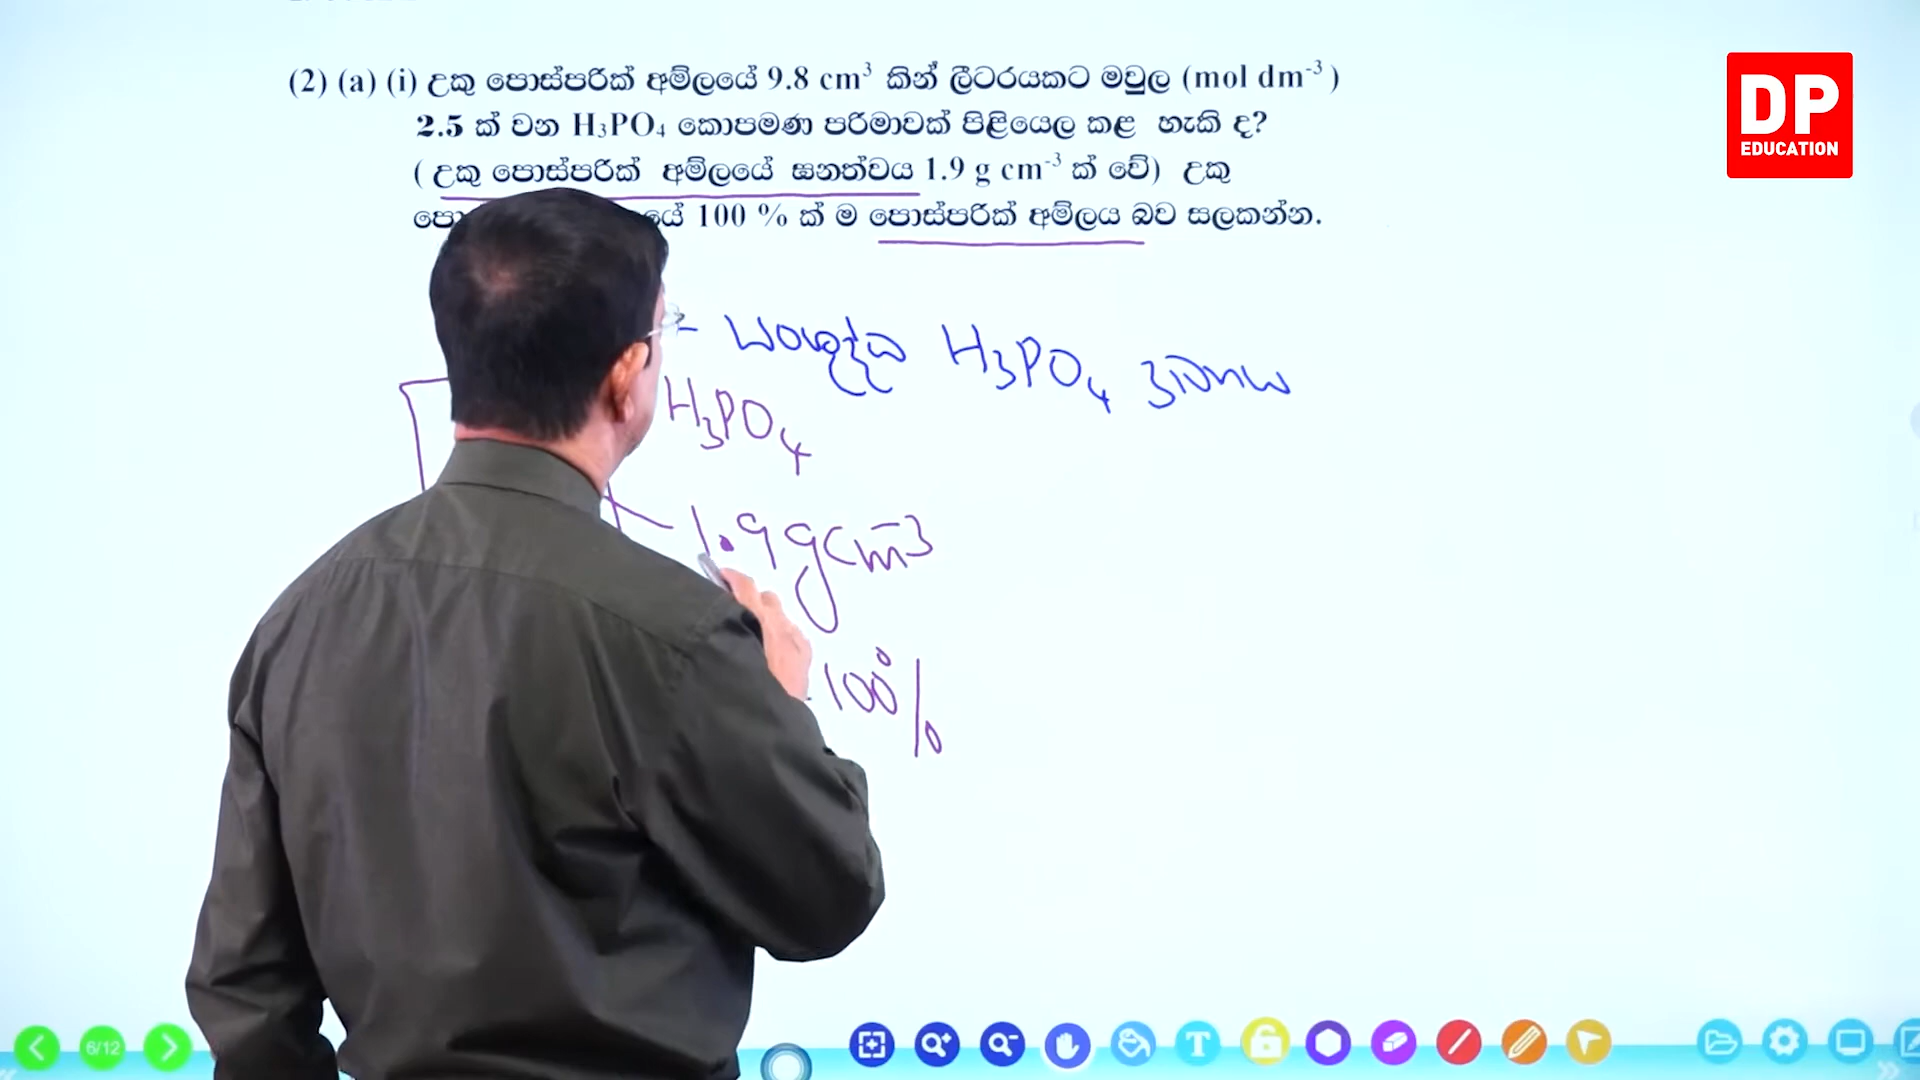 (2) (a) (i) උකු පොස්පරික් අම්ලයේ 9.8 cm³ කින් ලීටරයකට මවුල (mol dm⁻³)
2.5 ක් වන H₃PO₄ කොපමණ පරිමාවක් පිළියෙල කළ හැකි ද?
( උකු පොස්පරික් අම්ලයේ ඝනත්වය 1.9 g cm⁻³ ක් වේ) උකු
100 % ක් ම පොස්පරික් අම්ලය බව සලකන්න.
H₃PO₄
H₃PO₄
1.9 gcm⁻³
100%
DP
EDUCATION
6/12
T